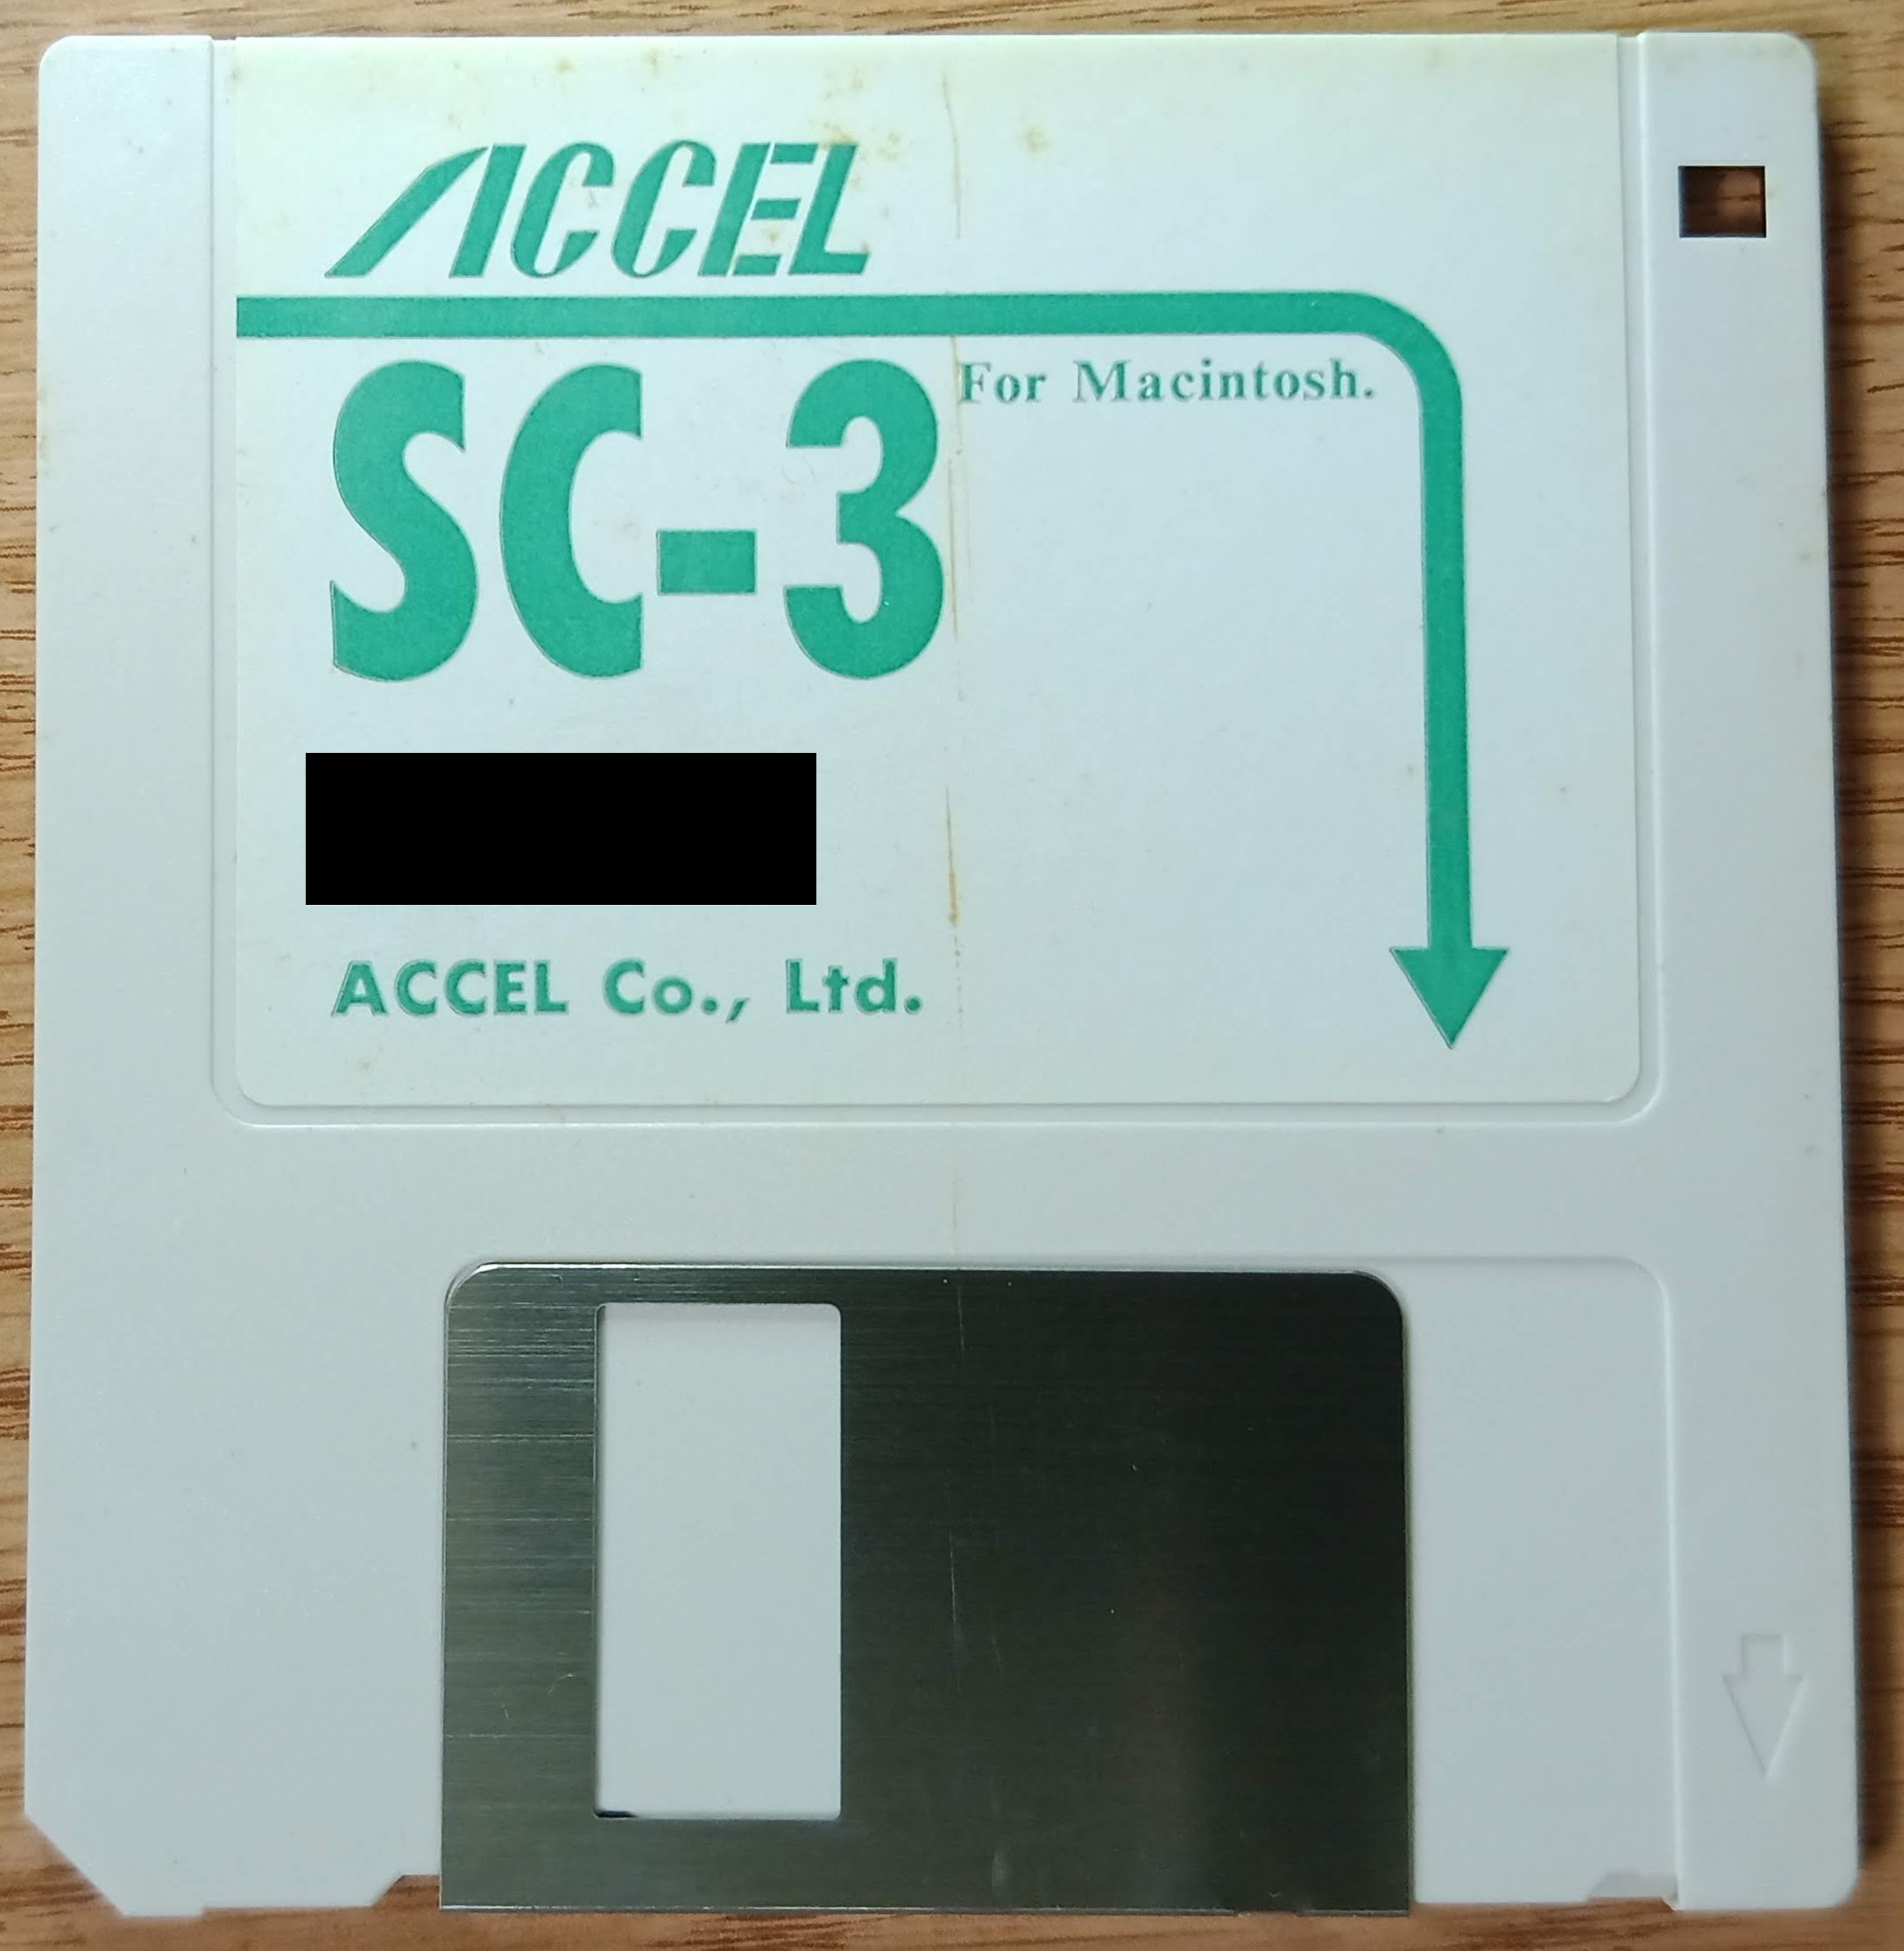 ACCEL
SC-3 For Macintosh.
ACCEL Co., Ltd.